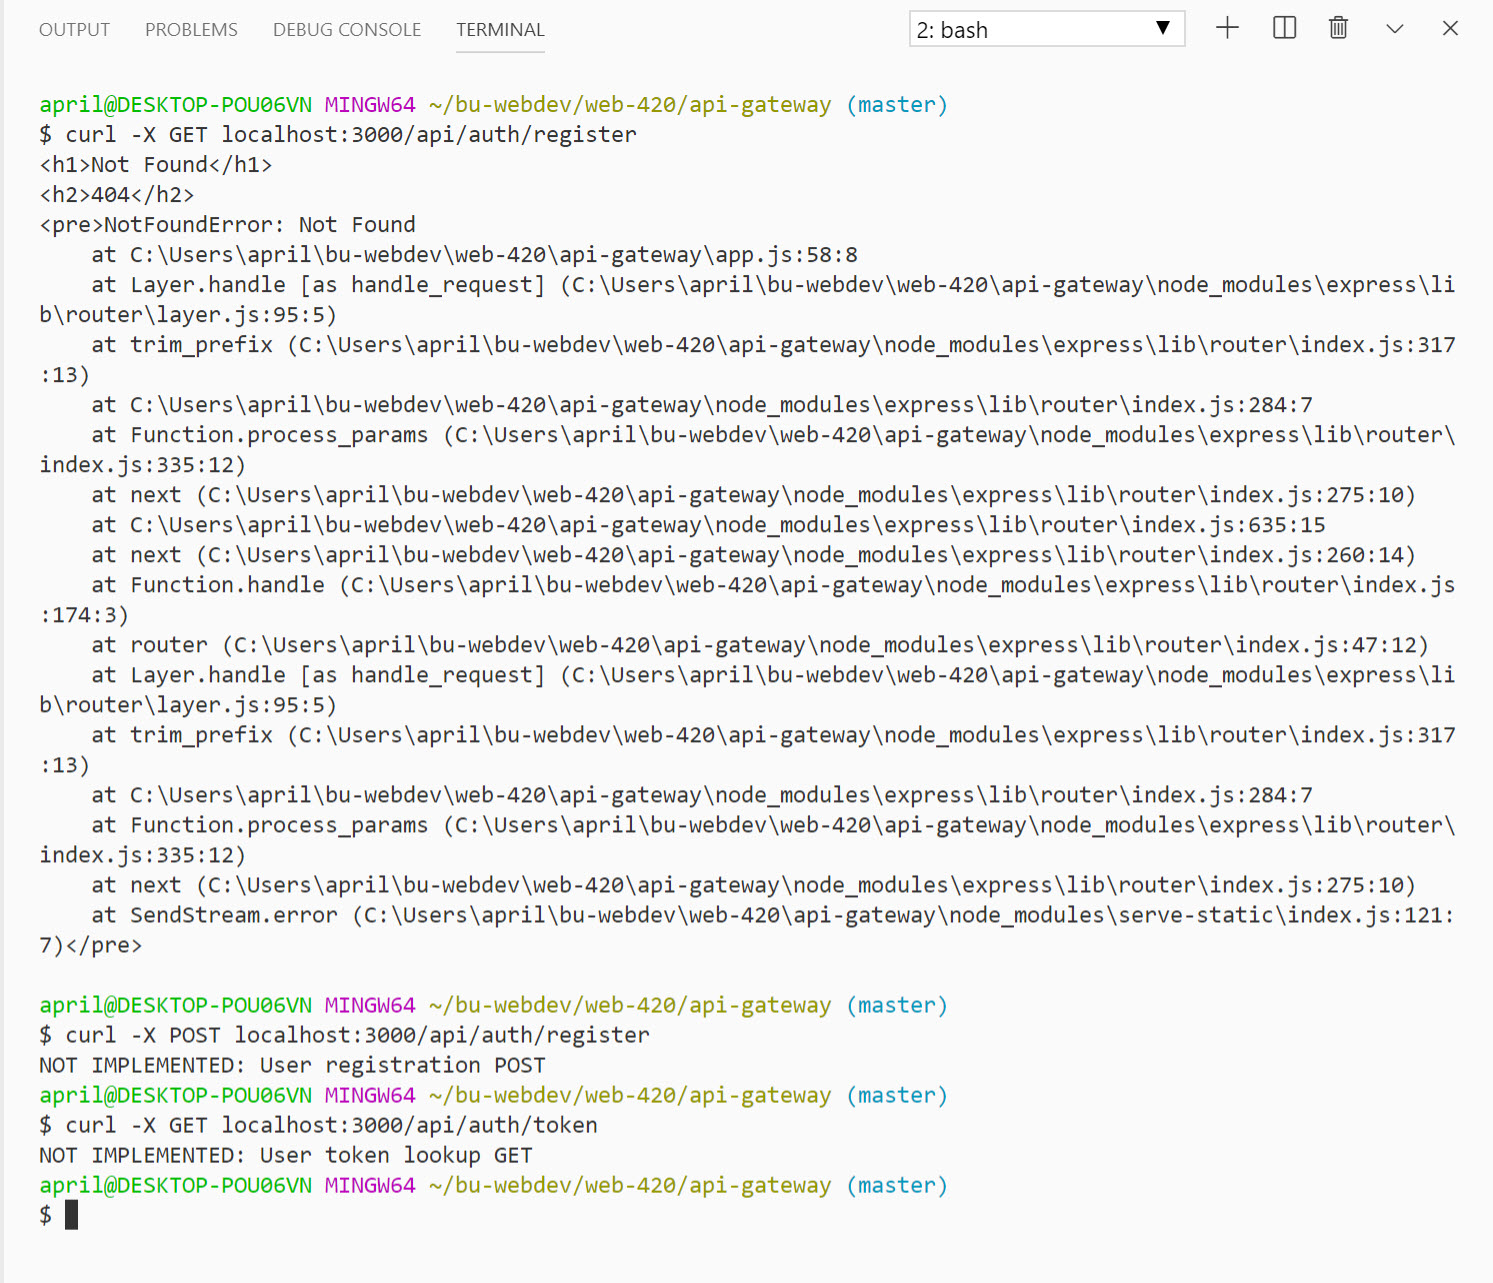 OUTPUT PROBLEMS DEBUG CONSOLE TERMINAL 2: bash
april@DESKTOP-POU06VN MINGW64 ~/bu-webdev/web-420/api-gateway (master)
$ curl -X GET localhost:3000/api/auth/register
<h1>Not Found</h1>
<h2>404</h2>
<pre>NotFoundError: Not Found
    at C:\Users\april\bu-webdev\web-420\api-gateway\app.js:58:8
    at Layer.handle [as handle_request] (C:\Users\april\bu-webdev\web-420\api-gateway\node_modules\express\li
b\router\layer.js:95:5)
    at trim_prefix (C:\Users\april\bu-webdev\web-420\api-gateway\node_modules\express\lib\router\index.js:317
:13)
    at C:\Users\april\bu-webdev\web-420\api-gateway\node_modules\express\lib\router\index.js:284:7
    at Function.process_params (C:\Users\april\bu-webdev\web-420\api-gateway\node_modules\express\lib\router\
index.js:335:12)
    at next (C:\Users\april\bu-webdev\web-420\api-gateway\node_modules\express\lib\router\index.js:275:10)
    at C:\Users\april\bu-webdev\web-420\api-gateway\node_modules\express\lib\router\index.js:635:15
    at next (C:\Users\april\bu-webdev\web-420\api-gateway\node_modules\express\lib\router\index.js:260:14)
    at Function.handle (C:\Users\april\bu-webdev\web-420\api-gateway\node_modules\express\lib\router\index.js
:174:3)
    at router (C:\Users\april\bu-webdev\web-420\api-gateway\node_modules\express\lib\router\index.js:47:12)
    at Layer.handle [as handle_request] (C:\Users\april\bu-webdev\web-420\api-gateway\node_modules\express\li
b\router\layer.js:95:5)
    at trim_prefix (C:\Users\april\bu-webdev\web-420\api-gateway\node_modules\express\lib\router\index.js:317
:13)
    at C:\Users\april\bu-webdev\web-420\api-gateway\node_modules\express\lib\router\index.js:284:7
    at Function.process_params (C:\Users\april\bu-webdev\web-420\api-gateway\node_modules\express\lib\router\
index.js:335:12)
    at next (C:\Users\april\bu-webdev\web-420\api-gateway\node_modules\express\lib\router\index.js:275:10)
    at SendStream.error (C:\Users\april\bu-webdev\web-420\api-gateway\node_modules\serve-static\index.js:121:
7)</pre>
april@DESKTOP-POU06VN MINGW64 ~/bu-webdev/web-420/api-gateway (master)
$ curl -X POST localhost:3000/api/auth/register
NOT IMPLEMENTED: User registration POST
april@DESKTOP-POU06VN MINGW64 ~/bu-webdev/web-420/api-gateway (master)
$ curl -X GET localhost:3000/api/auth/token
NOT IMPLEMENTED: User token lookup GET
april@DESKTOP-POU06VN MINGW64 ~/bu-webdev/web-420/api-gateway (master)
$